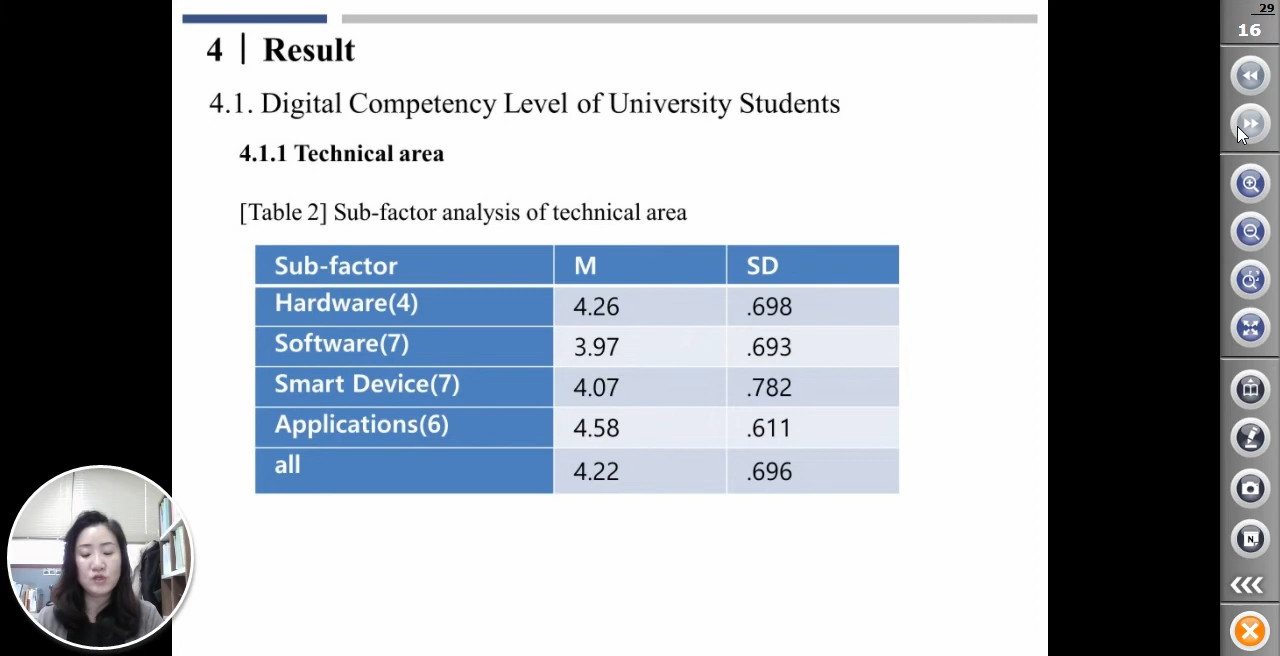 29
16
4 | Result
4.1. Digital Competency Level of University Students
4.1.1 Technical area
[Table 2] Sub-factor analysis of technical area
Sub-factor M SD
Hardware(4) 4.26 .698
Software(7) 3.97 .693
Smart Device(7) 4.07 .782
Applications(6) 4.58 .611
all 4.22 .696
N